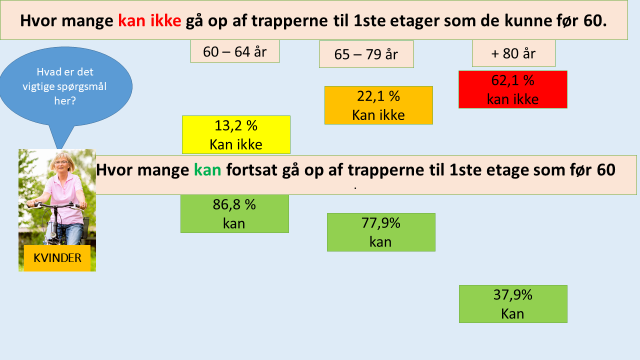 Hvor mange kan ikke gå op af trapperne til 1ste etager som de kunne før 60.
60 – 64 år
65 – 79 år
+ 80 år
Hvad er det
vigtige spørgsmål
her?
62,1 %
kan ikke
22,1 %
Kan ikke
13,2 %
Kan ikke
Hvor mange kan fortsat gå op af trapperne til 1ste etage som før 60
86,8 %
kan
77,9%
kan
KVINDER
37,9%
Kan